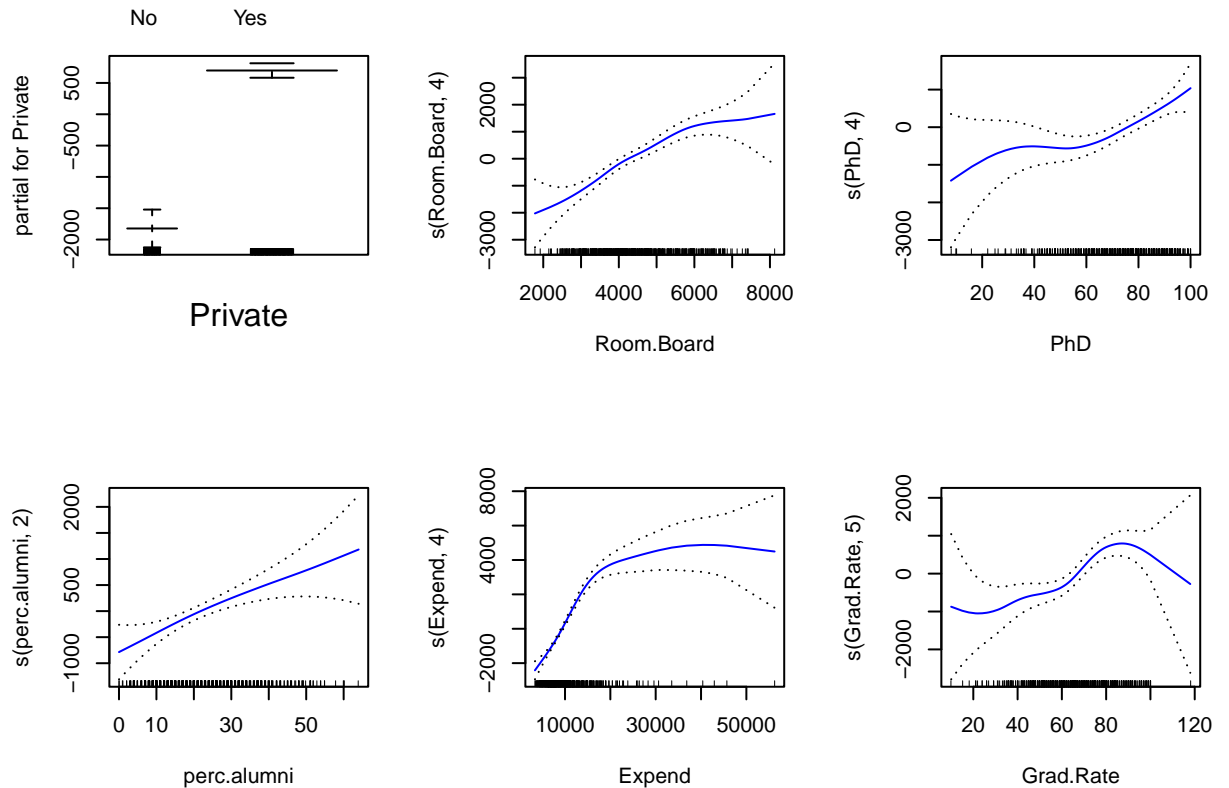 No Yes
partial for Private
500
−500
−2000
Private
s(Room.Board, 4)
2000
0
−3000
2000 4000 6000 8000
Room.Board
s(PhD, 4)
0
−3000
20 40 60 80 100
PhD
s(perc.alumni, 2)
2000
500
−1000
0 10 30 50
perc.alumni
s(Expend, 4)
8000
4000
−2000
10000 30000 50000
Expend
s(Grad.Rate, 5)
2000
0
−2000
20 40 60 80 120
Grad.Rate